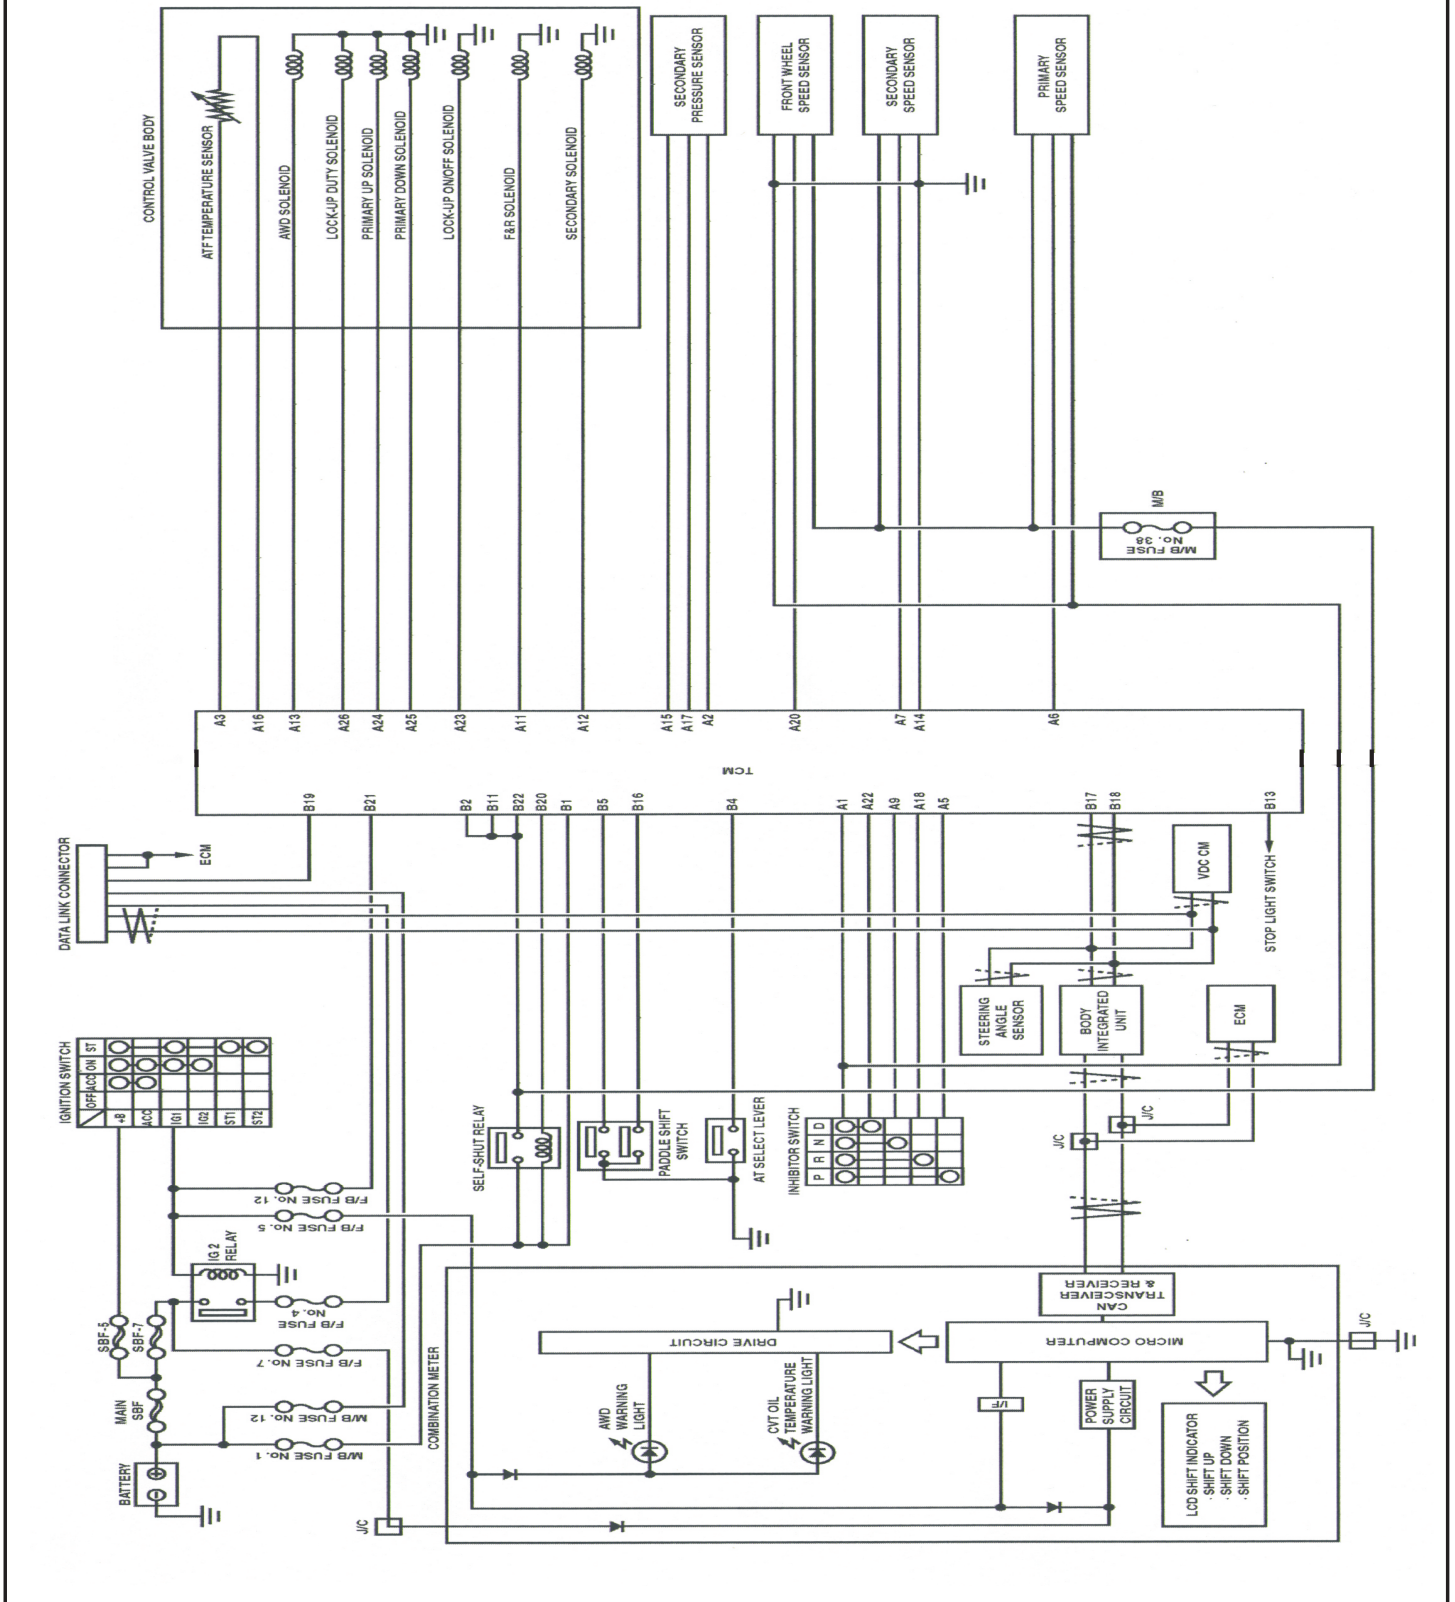 CONTROL VALVE BODY
ATF TEMPERATURE SENSOR
AWD SOLENOID
LOCK-UP DUTY SOLENOID
PRIMARY UP SOLENOID
PRIMARY DOWN SOLENOID
LOCK-UP ON/OFF SOLENOID
F&R SOLENOID
SECONDARY SOLENOID
SECONDARY
PRESSURE SENSOR
FRONT WHEEL
SPEED SENSOR
SECONDARY
SPEED SENSOR
PRIMARY
SPEED SENSOR
M/B
M/B FUSE
No. 38
A3
A16
A13
A26
A24
A25
A23
A11
A12
A15
A17
A2
A20
A7
A14
A6
TCM
B19
B21
B2
B11
B22
B20
B1
B5
B16
B4
A1
A22
A9
A18
A5
B17
B18
B13
DATA LINK CONNECTOR
ECM
VDC CM
STOP LIGHT SWITCH
STEERING
ANGLE
SENSOR
BODY
INTEGRATED
UNIT
ECM
IGNITION SWITCH
OFF ACC ON ST
+B
ACC
IG1
IG2
ST1
ST2
SELF-SHUT RELAY
PADDLE SHIFT
SWITCH
AT SELECT LEVER
INHIBITOR SWITCH
P R N D
J/C
J/C
F/B FUSE No. 12
F/B FUSE No. 5
IG 2
RELAY
F/B FUSE
No. 4
F/B FUSE No. 7
SBF-5
SBF-7
MAIN
SBF
M/B FUSE No. 12
M/B FUSE No. 1
BATTERY
J/C
COMBINATION METER
DRIVE CIRCUIT
AWD
WARNING
LIGHT
CVT OIL
TEMPERATURE
WARNING LIGHT
CAN
TRANSCEIVER
& RECEIVER
MICRO COMPUTER
I/F
POWER
SUPPLY
CIRCUIT
LCD SHIFT INDICATOR
· SHIFT UP
· SHIFT DOWN
· SHIFT POSITION
J/C